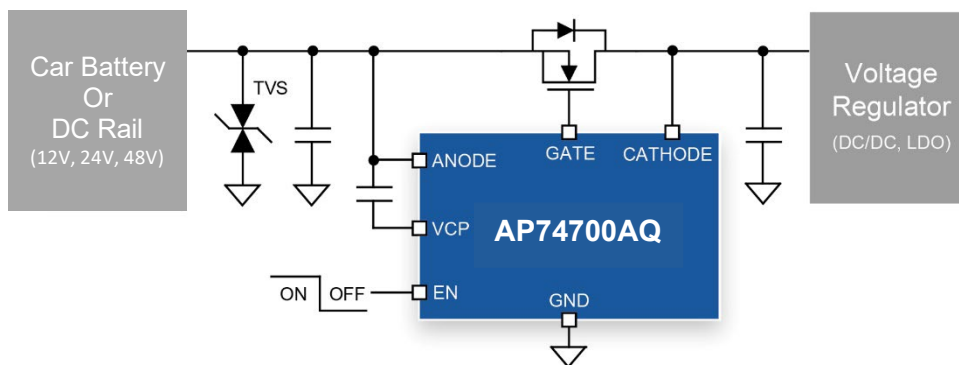 Car Battery
Or
DC Rail
(12V, 24V, 48V)
TVS
Voltage
Regulator
(DC/DC, LDO)
ANODE
GATE
CATHODE
VCP
AP74700AQ
ON
OFF
EN
GND